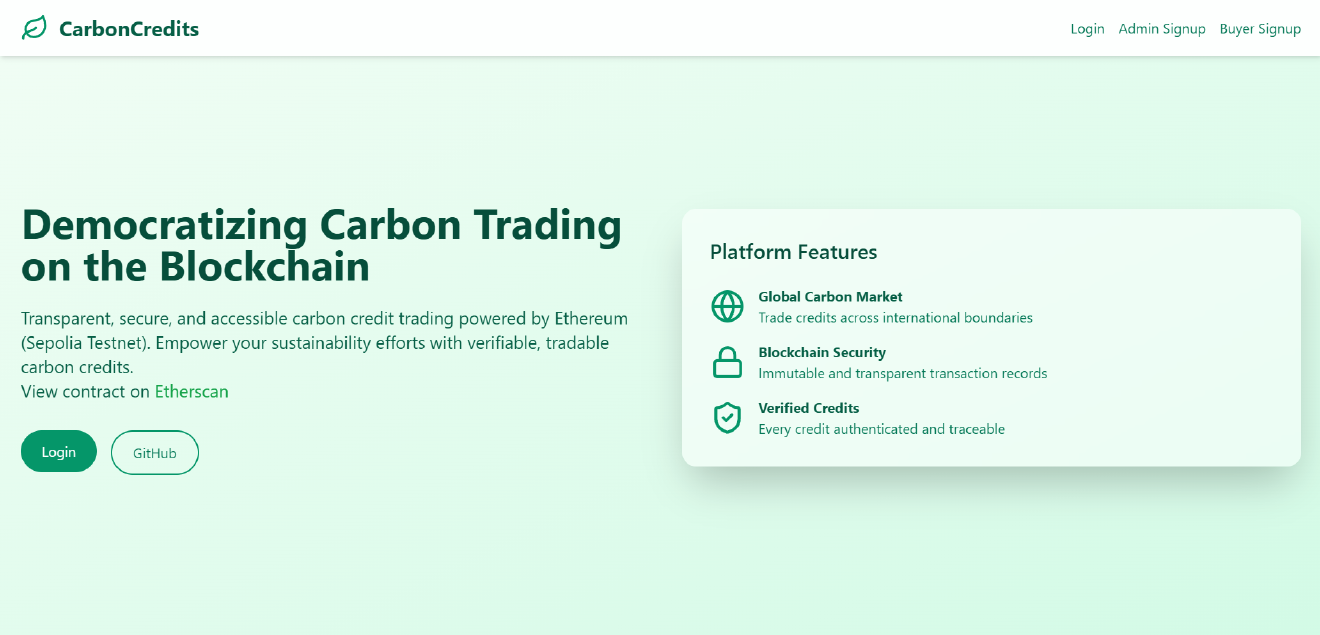 CarbonCredits
Login
Admin Signup
Buyer Signup
Democratizing Carbon Trading
on the Blockchain
Transparent, secure, and accessible carbon credit trading powered by Ethereum
(Sepolia Testnet). Empower your sustainability efforts with verifiable, tradable
carbon credits.
View contract on Etherscan
Login
GitHub
Platform Features
Global Carbon Market
Trade credits across international boundaries
Blockchain Security
Immutable and transparent transaction records
Verified Credits
Every credit authenticated and traceable